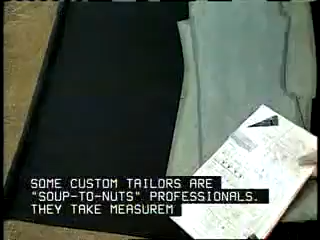 SOME CUSTOM TAILORS ARE
"SOUP-TO-NUTS" PROFESSIONALS.
THEY TAKE MEASUREM